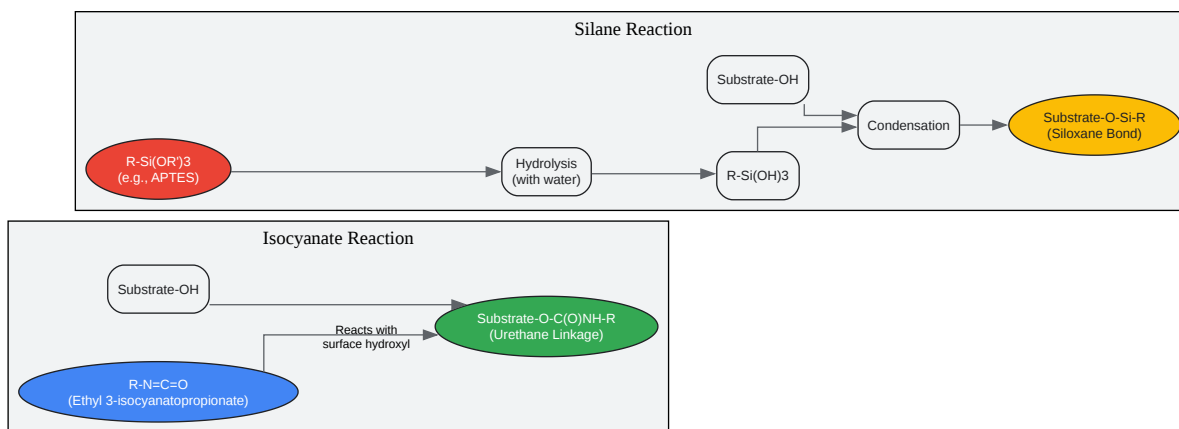 Silane Reaction
Substrate-OH
Condensation
Substrate-O-Si-R
(Siloxane Bond)
R-Si(OR')3
(e.g., APTES)
Hydrolysis
(with water)
R-Si(OH)3
Isocyanate Reaction
Substrate-OH
Substrate-O-C(O)NH-R
(Urethane Linkage)
Reacts with
surface hydroxyl
R-N=C=O
(Ethyl 3-isocyanatopropionate)